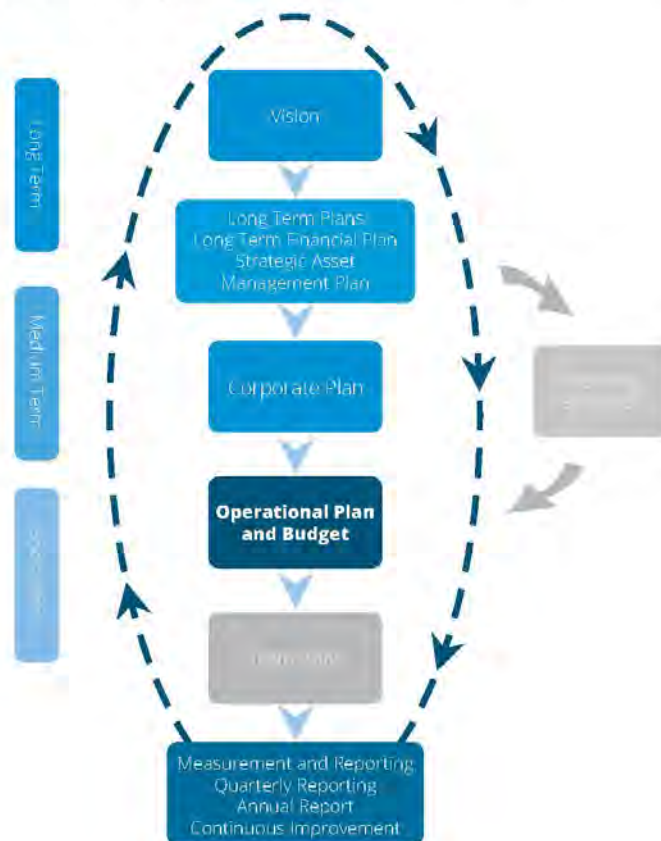 Long Term
Medium Term
Vision
Long Term Plans
Long Term Financial Plan
Strategic Asset
Management Plan
Corporate Plan
Operational Plan
and Budget
Measurement and Reporting
Quarterly Reporting
Annual Report
Continuous Improvement